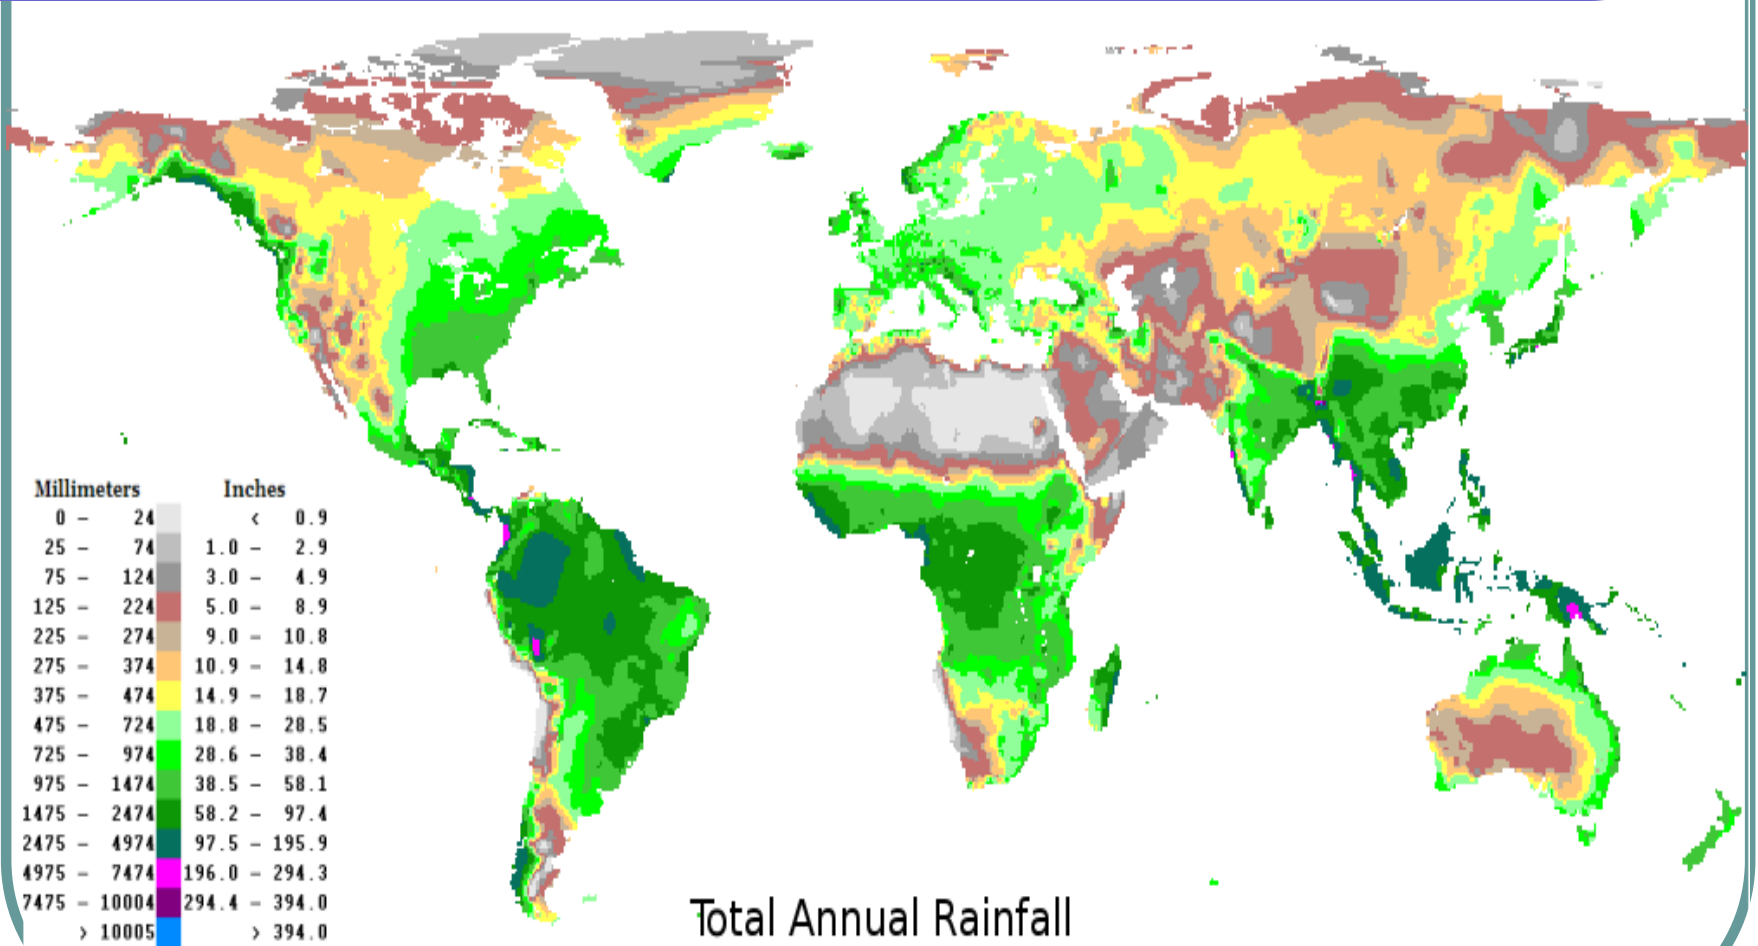 Millimeters Inches
0 - 24 < 0.9
25 - 74 1.0 - 2.9
75 - 124 3.0 - 4.9
125 - 224 5.0 - 8.9
225 - 274 9.0 - 10.8
275 - 374 10.9 - 14.8
375 - 474 14.9 - 18.7
475 - 724 18.8 - 28.5
725 - 974 28.6 - 38.4
975 - 1474 38.5 - 58.1
1475 - 2474 58.2 - 97.4
2475 - 4974 97.5 - 195.9
4975 - 7474 196.0 - 294.3
7475 - 10004 294.4 - 394.0
> 10005 > 394.0
Total Annual Rainfall